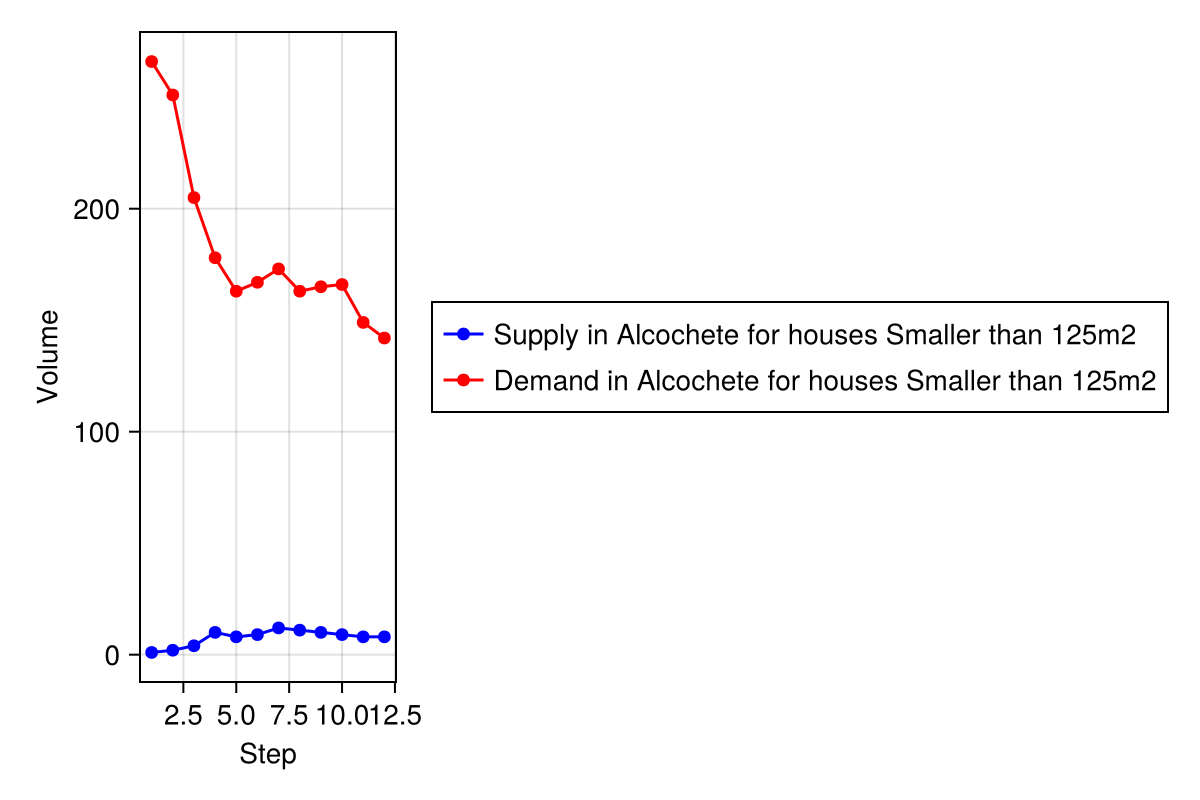 Volume
200
100
0
2.5 5.0 7.5 10.0 12.5
Step
Supply in Alcochete for houses Smaller than 125m2
Demand in Alcochete for houses Smaller than 125m2